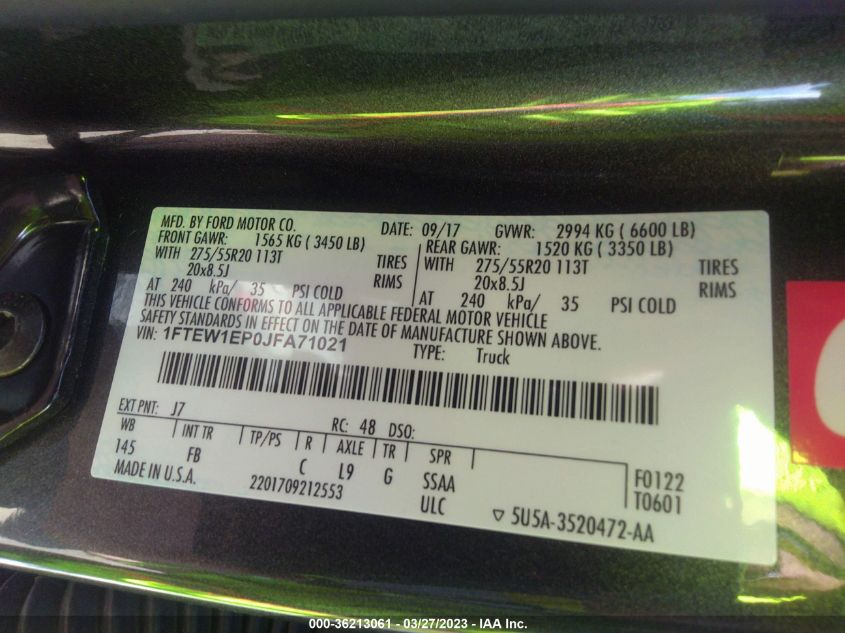 MFD. BY FORD MOTOR CO. DATE: 09/17 GVWR: 2994 KG ( 6600 LB)
FRONT GAWR: 1565 KG ( 3450 LB) REAR GAWR: 1520 KG ( 3350 LB)
WITH 275/55R20 113T TIRES WITH 275/55R20 113T TIRES
20x8.5J RIMS 20x8.5J RIMS
AT 240 kPa/ 35 PSI COLD AT 240 kPa/ 35 PSI COLD
THIS VEHICLE CONFORMS TO ALL APPLICABLE FEDERAL MOTOR VEHICLE
SAFETY STANDARDS IN EFFECT ON THE DATE OF MANUFACTURE SHOWN ABOVE.
VIN: 1FTEW1EP0JFA71021 TYPE: Truck
EXT PNT: J7 RC: 48 DSO:
WB INT TR TP/PS R AXLE TR SPR
145 FB C L9 G SSAA F0122
MADE IN U.S.A. 2201709212553 ULC T0601
▽ 5U5A-3520472-AA
000-36213061 - 03/27/2023 - IAA Inc.